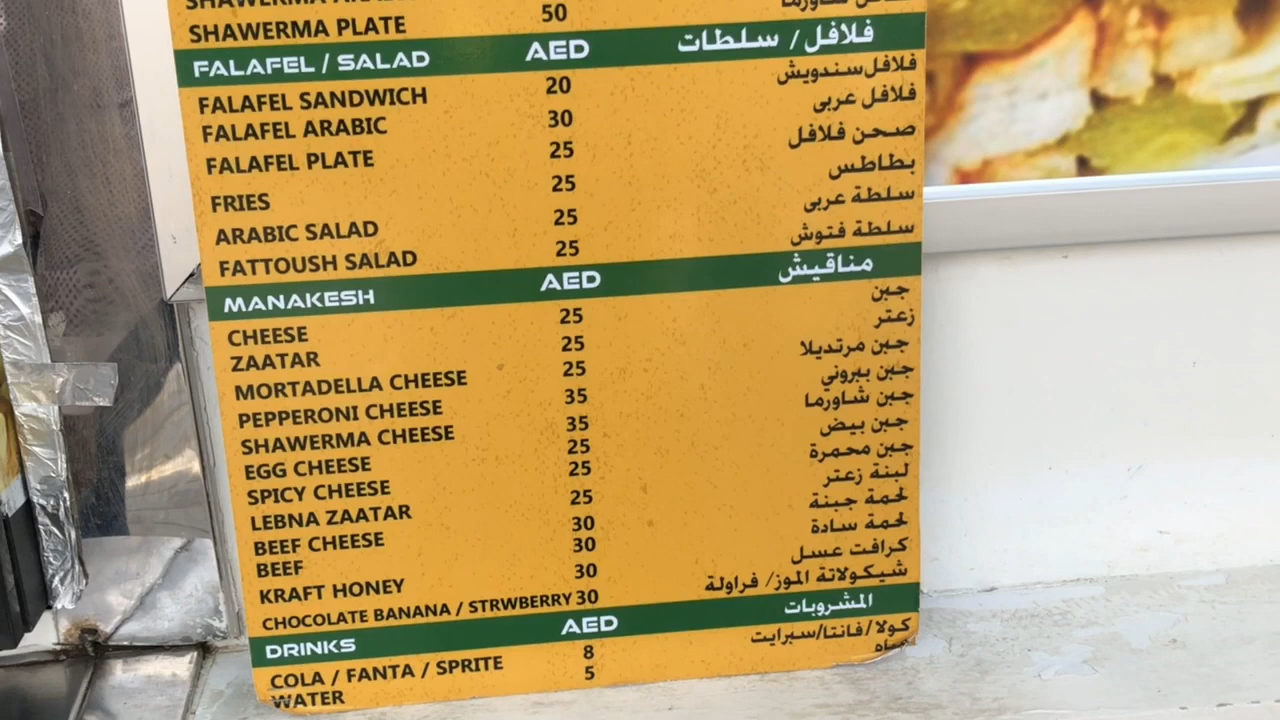 SHAWERMA PLATE 50
FALAFEL / SALAD AED فلافل/ سلطات
FALAFEL SANDWICH 20 فلافل سندويش
FALAFEL ARABIC 30 فلافل عربى
FALAFEL PLATE 25 صحن فلافل
FRIES 25 بطاطس
ARABIC SALAD 25 سلطة عربى
FATTOUSH SALAD 25 سلطة فتوش
MANAKESH AED مناقيش
CHEESE 25 جبن
ZAATAR 25 زعتر
MORTADELLA CHEESE 25 جبن مرتديلا
PEPPERONI CHEESE 35 جبن بيروني
SHAWERMA CHEESE 35 جبن شاورما
EGG CHEESE 25 جبن بيض
SPICY CHEESE 25 جبن محمرة
LEBNA ZAATAR 25 لبنة زعتر
BEEF CHEESE 30 لحمة جبنة
BEEF 30 لحمة سادة
KRAFT HONEY 30 كرافت عسل
CHOCOLATE BANANA / STRWBERRY 30 شيكولاتة الموز/ فراولة
DRINKS AED المشروبات
COLA / FANTA / SPRITE 8 كولا/فانتا/سبرايت
WATER 5